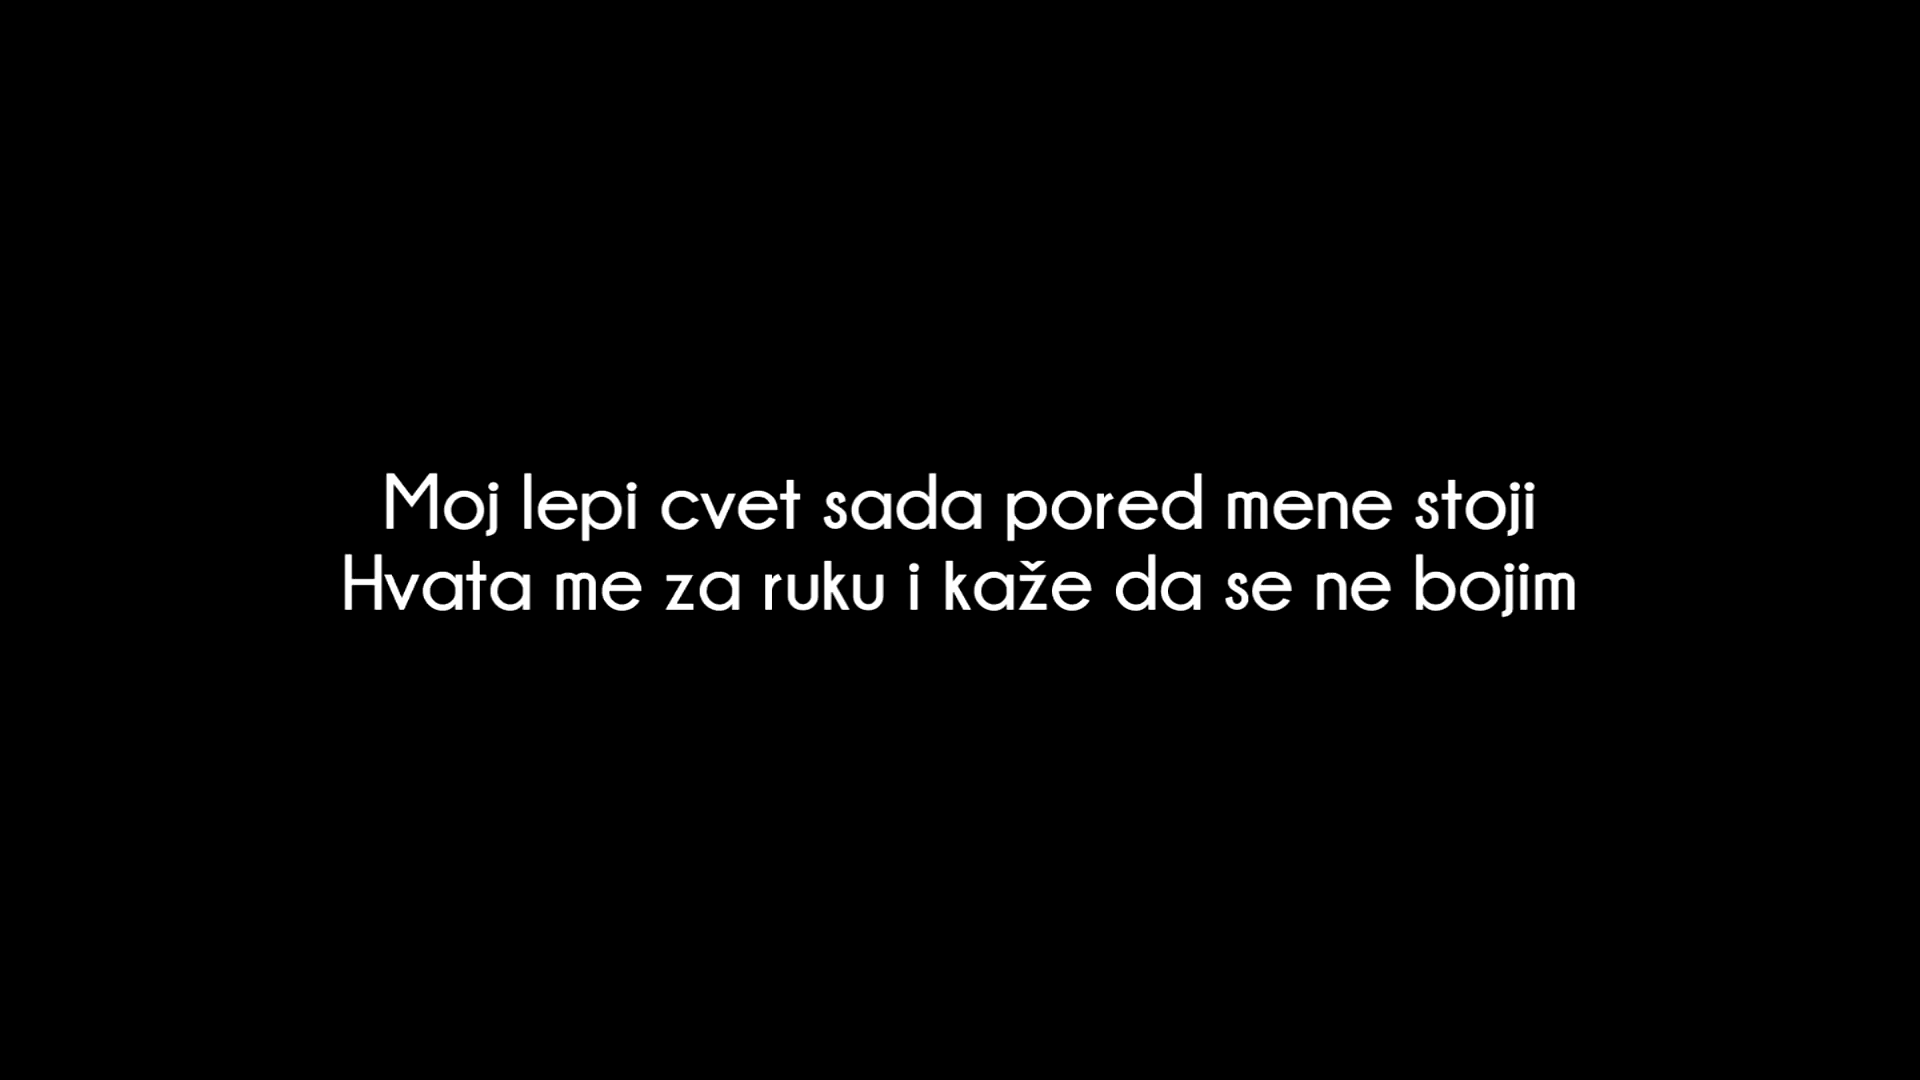 Moj lepi cvet sada pored mene stoji
Hvata me za ruku i kaže da se ne bojim